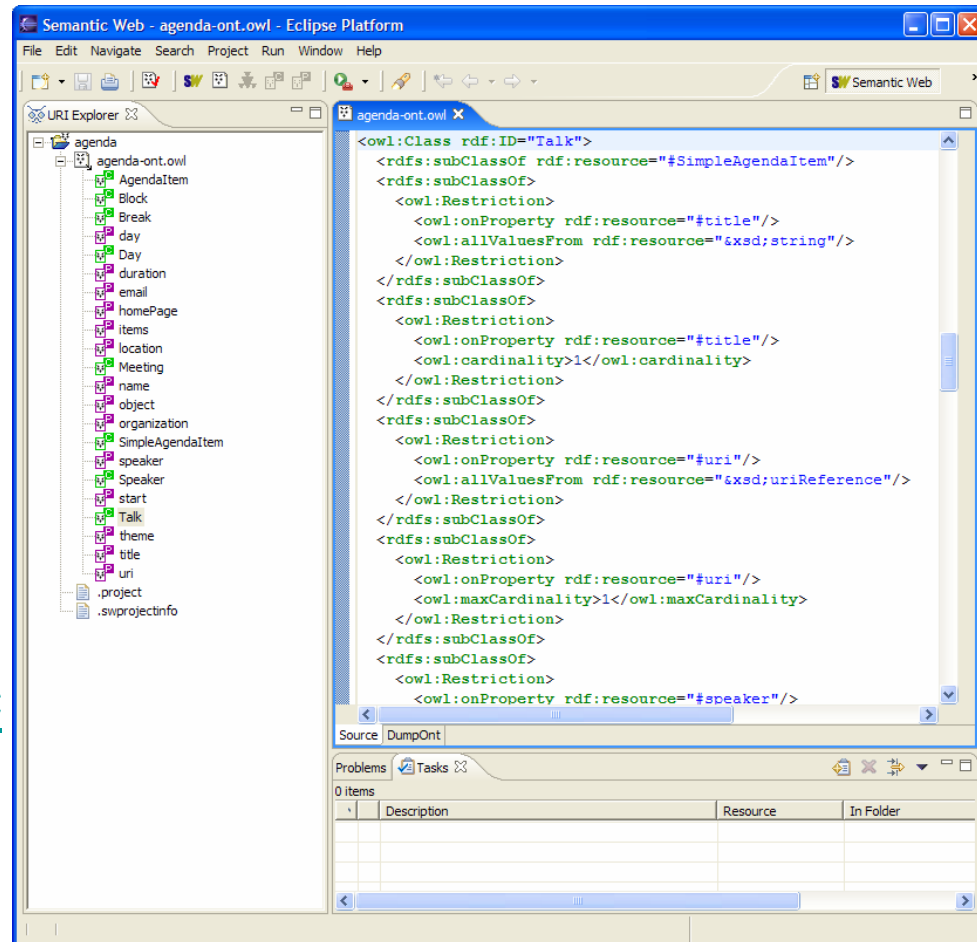 Semantic Web - agenda-ont.owl - Eclipse Platform
File Edit Navigate Search Project Run Window Help
SW Semantic Web
URI Explorer
agenda
agenda-ont.owl
C AgendaItem
C Block
C Break
P day
C Day
P duration
P email
P homePage
P items
P location
C Meeting
P name
P object
P organization
C SimpleAgendaItem
P speaker
C Speaker
P start
C Talk
P theme
P title
P uri
.project
.swprojectinfo
agenda-ont.owl
<owl:Class rdf:ID="Talk">
<rdfs:subClassOf rdf:resource="#SimpleAgendaItem"/>
<rdfs:subClassOf>
<owl:Restriction>
<owl:onProperty rdf:resource="#title"/>
<owl:allValuesFrom rdf:resource="&xsd;string"/>
</owl:Restriction>
</rdfs:subClassOf>
<rdfs:subClassOf>
<owl:Restriction>
<owl:onProperty rdf:resource="#title"/>
<owl:cardinality>1</owl:cardinality>
</owl:Restriction>
</rdfs:subClassOf>
<rdfs:subClassOf>
<owl:Restriction>
<owl:onProperty rdf:resource="#uri"/>
<owl:allValuesFrom rdf:resource="&xsd;uriReference"/>
</owl:Restriction>
</rdfs:subClassOf>
<rdfs:subClassOf>
<owl:Restriction>
<owl:onProperty rdf:resource="#uri"/>
<owl:maxCardinality>1</owl:maxCardinality>
</owl:Restriction>
</rdfs:subClassOf>
<rdfs:subClassOf>
<owl:Restriction>
<owl:onProperty rdf:resource="#speaker"/>
Source DumpOnt
Problems Tasks
0 items
Description Resource In Folder